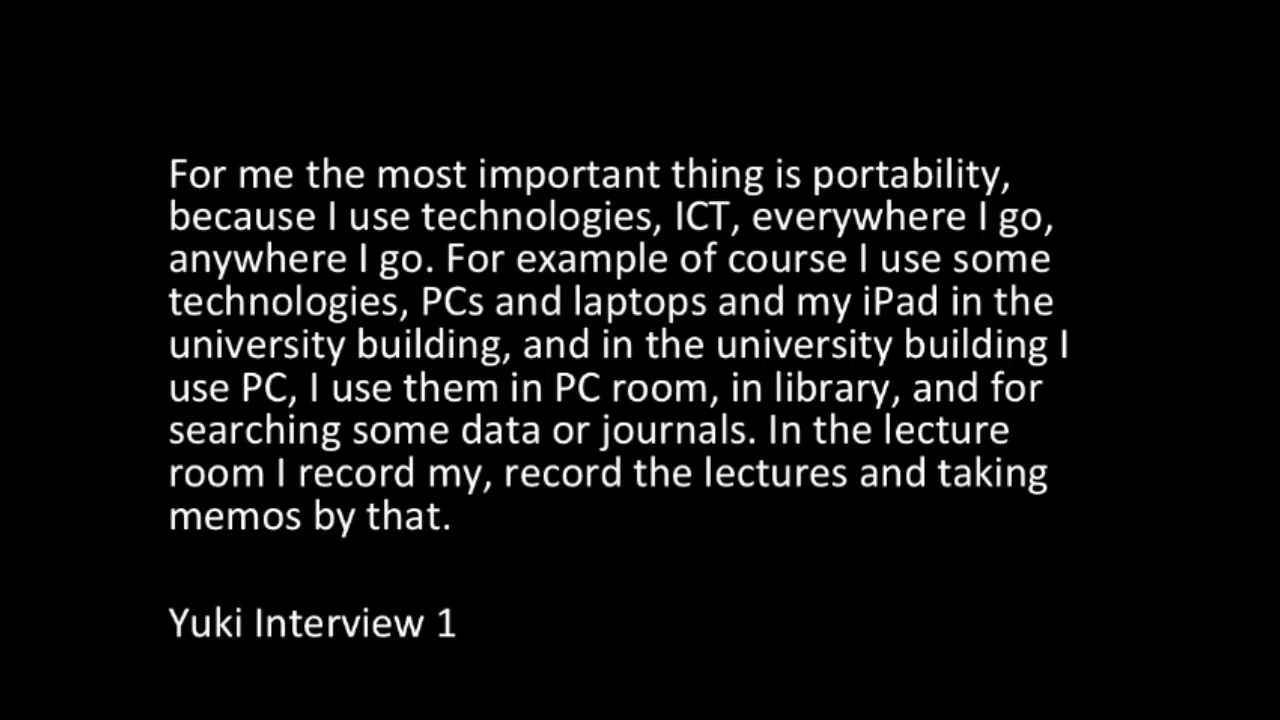 For me the most important thing is portability,
because I use technologies, ICT, everywhere I go,
anywhere I go. For example of course I use some
technologies, PCs and laptops and my iPad in the
university building, and in the university building I
use PC, I use them in PC room, in library, and for
searching some data or journals. In the lecture
room I record my, record the lectures and taking
memos by that.
Yuki Interview 1